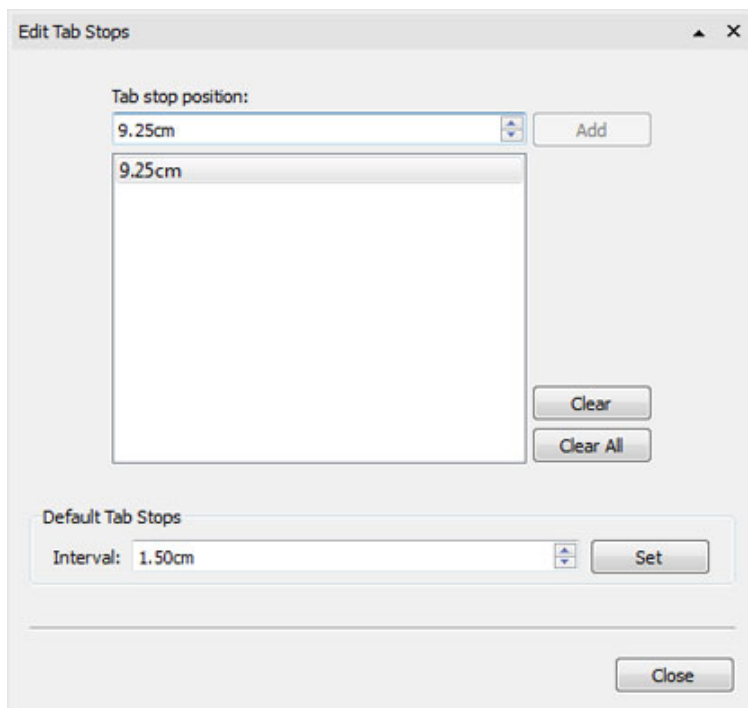 Edit Tab Stops
Tab stop position:
9.25cm
Add
9.25cm
Clear
Clear All
Default Tab Stops
Interval: 1.50cm
Set
Close